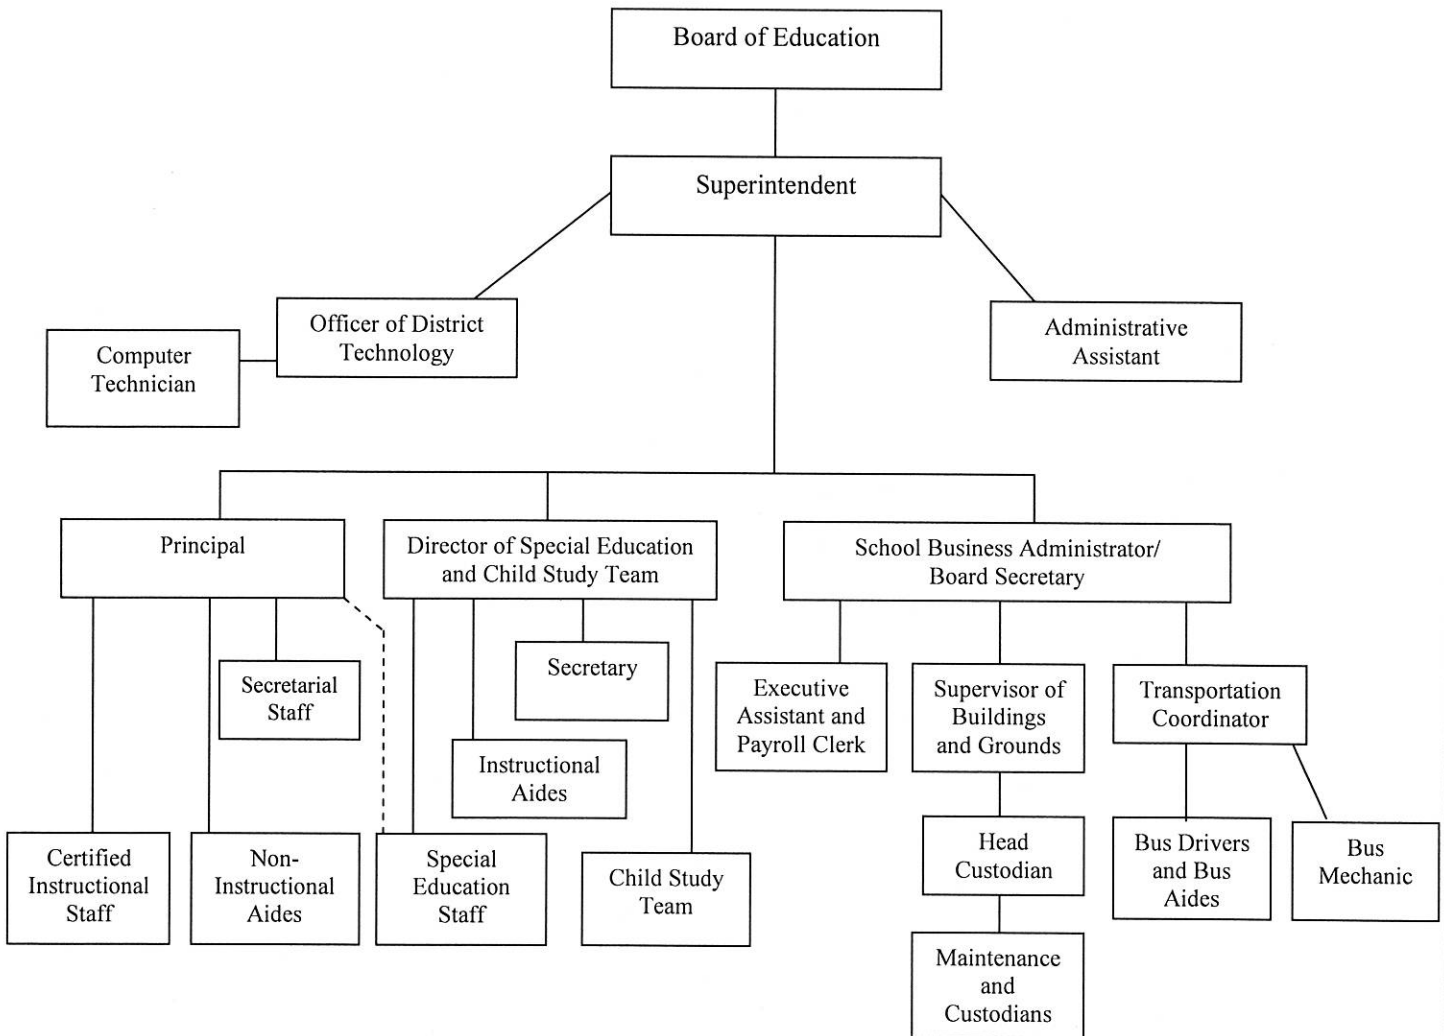 Board of Education
Superintendent
Officer of District
Technology
Computer
Technician
Administrative
Assistant
Principal
Director of Special Education
and Child Study Team
School Business Administrator/
Board Secretary
Secretarial
Staff
Secretary
Instructional
Aides
Executive
Assistant and
Payroll Clerk
Supervisor of
Buildings
and Grounds
Transportation
Coordinator
Certified
Instructional
Staff
Non-
Instructional
Aides
Special
Education
Staff
Child Study
Team
Head
Custodian
Bus Drivers
and Bus
Aides
Bus
Mechanic
Maintenance
and
Custodians